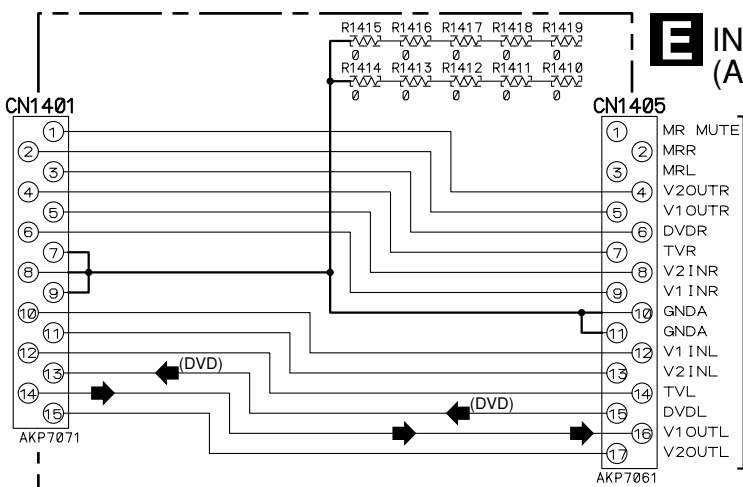 R1415 R1416 R1417 R1418 R1419
0 0 0 0 0
R1414 R1413 R1412 R1411 R1410
0 0 0 0 0
E IN
(A
CN1401
1
2
3
4
5
6
7
8
9
10
11
12
13
14
15
AKP7071
(DVD)
(DVD)
CN1405
1 MR MUTE
2 MRR
3 MRL
4 V2OUTR
5 V1OUTR
6 DVDR
7 TVR
8 V2INR
9 V1INR
10 GNDA
11 GNDA
12 V1INL
13 V2INL
14 TVL
15 DVDL
16 V1OUTL
17 V2OUTL
AKP7061